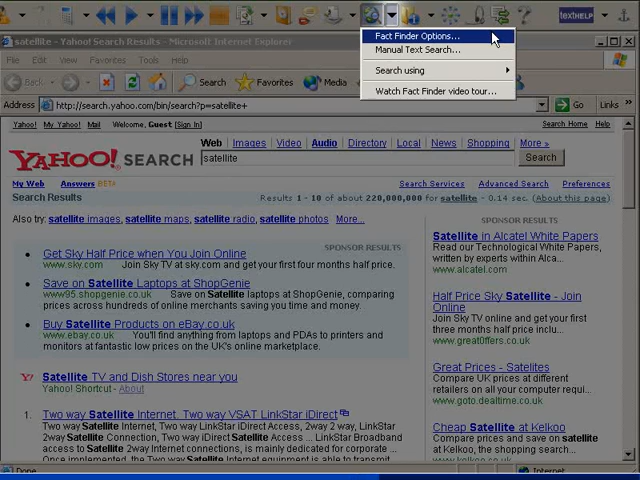 textHELP
Fact Finder Options...
Manual Text Search...
Search using
Watch Fact Finder video tour...
satellite - Yahoo! Search Results - Microsoft Internet Explorer
File Edit View Favorites Tools Help
Back Search Favorites Media
Address http://search.yahoo.com/bin/search?p=satellite+ Go Links »
Yahoo! My Yahoo! Mail Welcome, Guest [Sign In] Search Home Help
Web Images Video Audio Directory Local News Shopping More »
YAHOO! SEARCH satellite Search
My Web Answers BETA Search Services Advanced Search Preferences
Search Results Results 1 - 10 of about 220,000,000 for satellite - 0.14 sec. (About this page)
Also try: satellite images, satellite maps, satellite radio, satellite photos More...
SPONSOR RESULTS
Get Sky Half Price when You Join Online
www.sky.com Join Sky TV at sky.com and get your first four months half price.
Save on Satellite Laptops at ShopGenie
www95.shopgenie.co.uk Save on Satellite laptops at ShopGenie, comparing
prices across hundreds of online merchants saving you time and money.
Buy Satellite Products on eBay.co.uk
www.ebay.co.uk You'll find anything from laptops and PDAs to printers and
monitors at fantastic low prices on the UK's online marketplace.
Y! Satellite TV and Dish Stores near you
Yahoo! Shortcut - About
1. Two way Satellite Internet. Two way VSAT LinkStar iDirect
Two way Satellite Internet, LinkStar iDirect Access, 2way 2 way, LinkStar
2way Satellite Connection, Two way iDirect Satellite Access ... LinkStar Broadband
access to Satellite Internet connections, is mainly dedicated for corporate ...
Once implemented, the Two way Satellite Internet equipment is able to transmit
SPONSOR RESULTS
Satellite in Alcatel White Papers
Read our Technological White Papers,
written by experts within Alca...
www.alcatel.com
Half Price Sky Satellite - Join
Online
Join Sky TV online and get your first
three months half price inclu...
www.great0ffers.co.uk
Great Prices - Satelites
Compare UK prices at different
retailers on all your computer requi...
www.goto.dealtime.co.uk
Cheap Satellite at Kelkoo
Compare prices and save on satellite
at Kelkoo, the shopping search...
www.kelkoo.co.uk
Done Internet